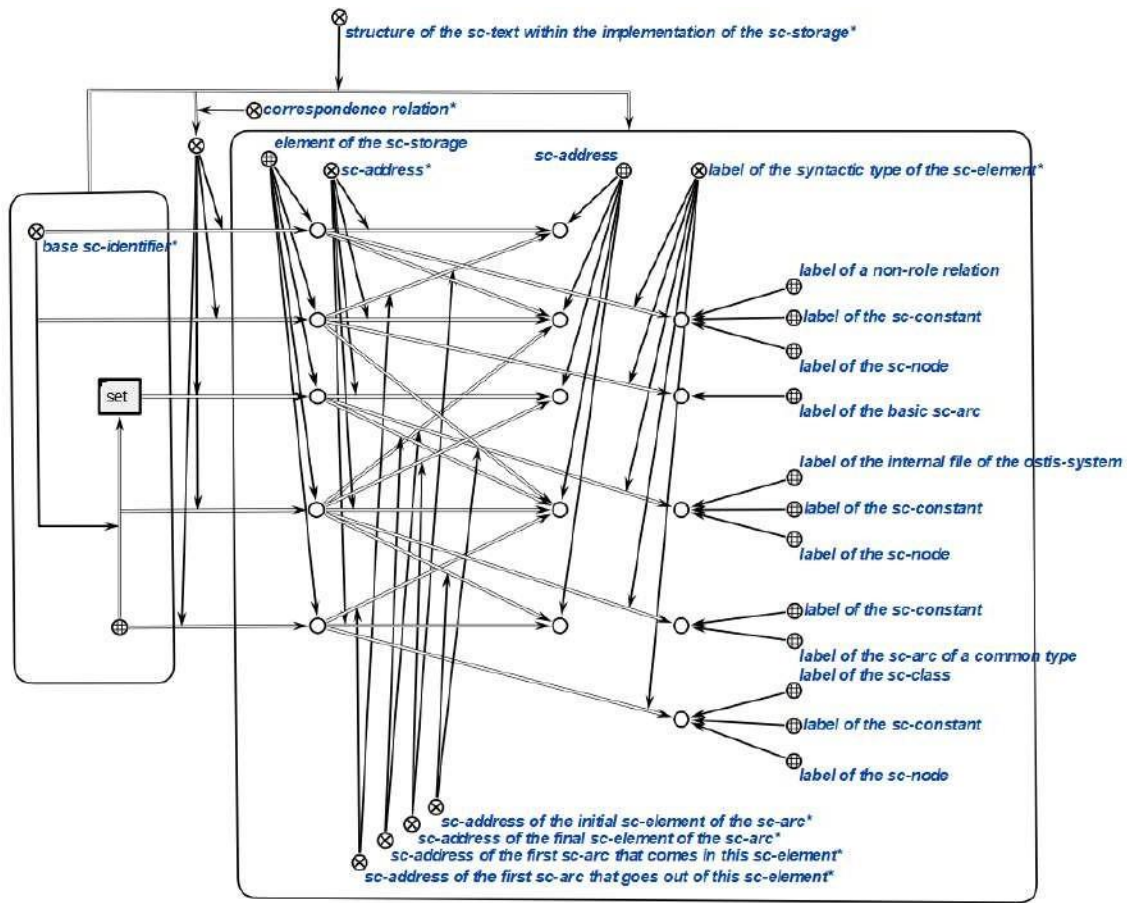 structure of the sc-text within the implementation of the sc-storage*
correspondence relation*
element of the sc-storage
sc-address*
sc-address
label of the syntactic type of the sc-element*
base sc-identifier*
label of a non-role relation
label of the sc-constant
label of the sc-node
set
label of the basic sc-arc
label of the internal file of the ostis-system
label of the sc-constant
label of the sc-node
label of the sc-constant
label of the sc-arc of a common type
label of the sc-class
label of the sc-constant
label of the sc-node
sc-address of the initial sc-element of the sc-arc*
sc-address of the final sc-element of the sc-arc*
sc-address of the first sc-arc that comes in this sc-element*
sc-address of the first sc-arc that goes out of this sc-element*